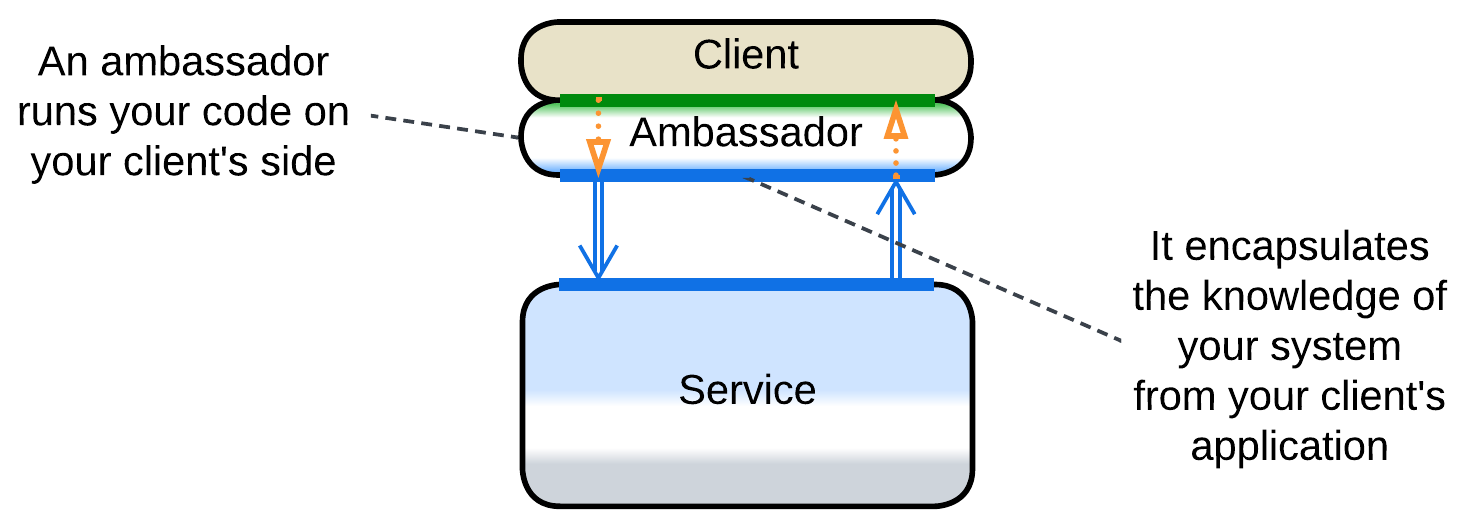 An ambassador
runs your code on
your client's side
Client
Ambassador
Service
It encapsulates
the knowledge of
your system
from your client's
application